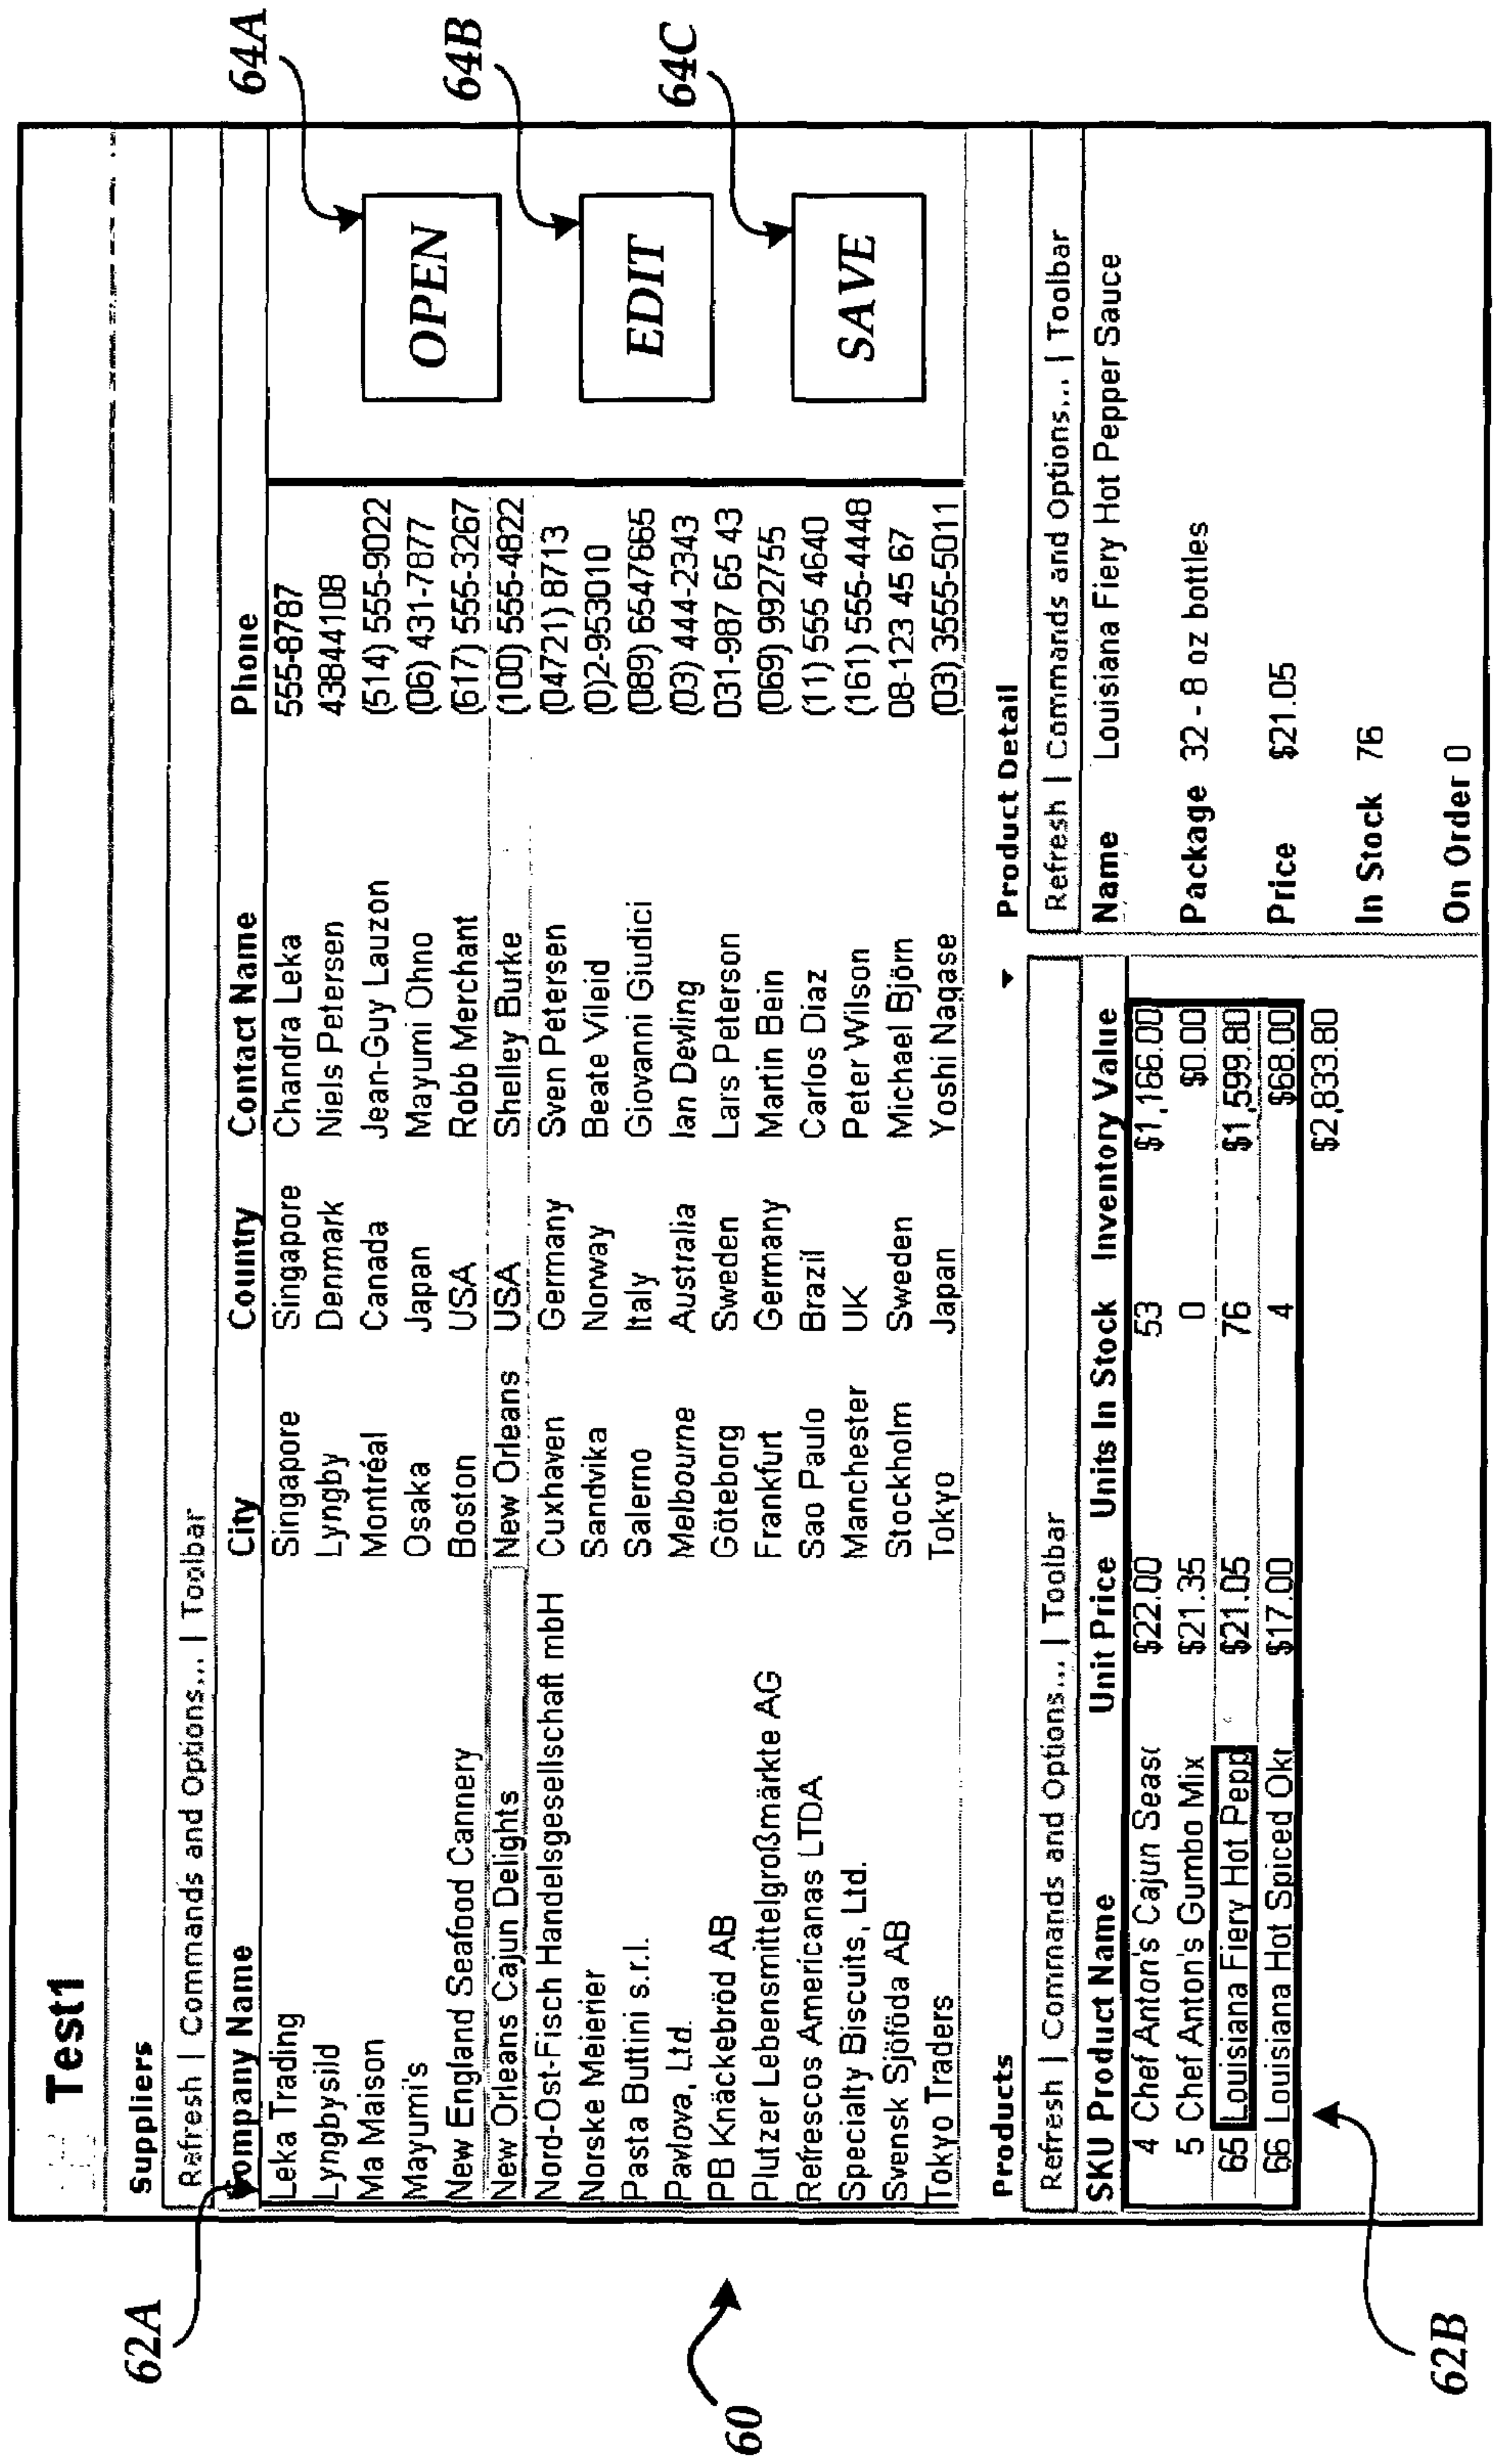 Test1
Suppliers
Refresh | Commands and Options... | Toolbar
Company Name City Country Contact Name Phone
Leka Trading Singapore Singapore Chandra Leka 555-8787
Lyngbysild Lyngby Denmark Niels Petersen 43844108
Ma Maison Montréal Canada Jean-Guy Lauzon (514) 555-9022
Mayumi's Osaka Japan Mayumi Ohno (06) 431-7877
New England Seafood Cannery Boston USA Robb Merchant (617) 555-3267
New Orleans Cajun Delights New Orleans USA Shelley Burke (100) 555-4822
Nord-Ost-Fisch Handelsgesellschaft mbH Cuxhaven Germany Sven Petersen (04721) 8713
Norske Meierier Sandvika Norway Beate Vileid (0)2-953010
Pasta Buttini s.r.l. Salerno Italy Giovanni Giudici (089) 6547665
Pavlova, Ltd. Melbourne Australia Ian Devling (03) 444-2343
PB Knäckebröd AB Göteborg Sweden Lars Peterson 031-987 65 43
Plutzer Lebensmittelgroßmärkte AG Frankfurt Germany Martin Bein (069) 992755
Refrescos Americanas LTDA Sao Paulo Brazil Carlos Diaz (11) 555 4640
Specialty Biscuits, Ltd. Manchester UK Peter Wilson (161) 555-4448
Svensk Sjöföda AB Stockholm Sweden Michael Björn 08-123 45 67
Tokyo Traders Tokyo Japan Yoshi Nagase (03) 3555-5011
OPEN
EDIT
SAVE
64A
64B
64C
62A
60
62B
Products
Refresh | Commands and Options... | Toolbar
SKU Product Name Unit Price Units In Stock Inventory Value
4 Chef Anton's Cajun Seas $22.00 53 $1,166.00
5 Chef Anton's Gumbo Mix $21.35 0 $0.00
65 Louisiana Fiery Hot Pepp $21.05 76 $1,599.80
66 Louisiana Hot Spiced Okr $17.00 4 $68.00
$2,833.80
Product Detail
Refresh | Commands and Options... | Toolbar
Name Louisiana Fiery Hot Pepper Sauce
Package 32 - 8 oz bottles
Price $21.05
In Stock 76
On Order 0